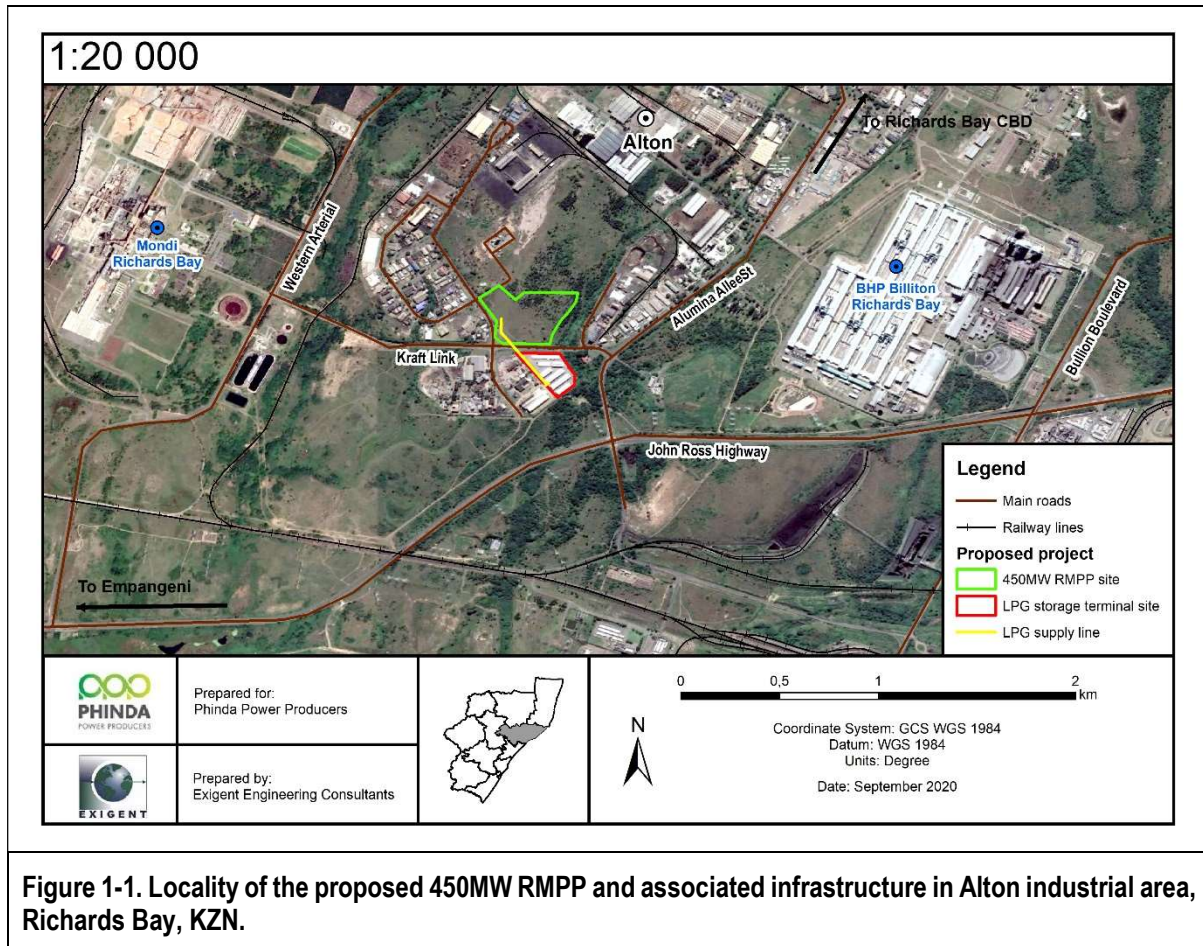 1:20 000
To Richards Bay CBD
Alton
Mondi
Richards Bay
Western Arterial
BHP Billiton
Richards Bay
Alumina AlleeSt
Bullion Boulevard
Kraft Link
John Ross Highway
To Empangeni
Legend
Main roads
Railway lines
Proposed project
450MW RMPP site
LPG storage terminal site
LPG supply line
PHINDA
POWER PRODUCERS
Prepared for:
Phinda Power Producers
EXIGENT
Prepared by:
Exigent Engineering Consultants
0 0,5 1 2
km
N
Coordinate System: GCS WGS 1984
Datum: WGS 1984
Units: Degree
Date: September 2020
Figure 1-1. Locality of the proposed 450MW RMPP and associated infrastructure in Alton industrial area,
Richards Bay, KZN.